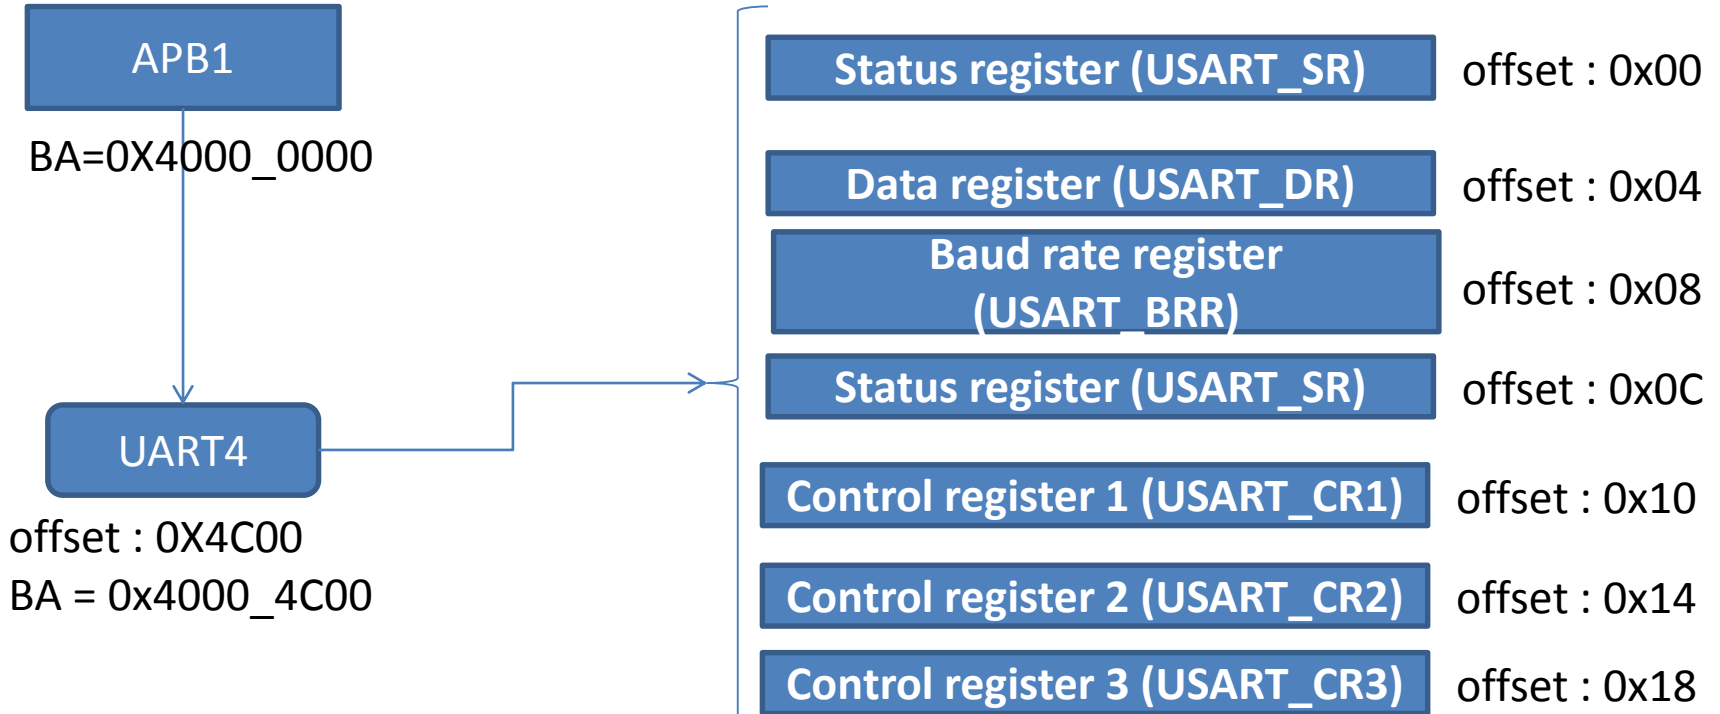 APB1
BA=0X4000_0000
UART4
offset : 0X4C00
BA = 0x4000_4C00
Status register (USART_SR) offset : 0x00
Data register (USART_DR) offset : 0x04
Baud rate register
(USART_BRR) offset : 0x08
Status register (USART_SR) offset : 0x0C
Control register 1 (USART_CR1) offset : 0x10
Control register 2 (USART_CR2) offset : 0x14
Control register 3 (USART_CR3) offset : 0x18